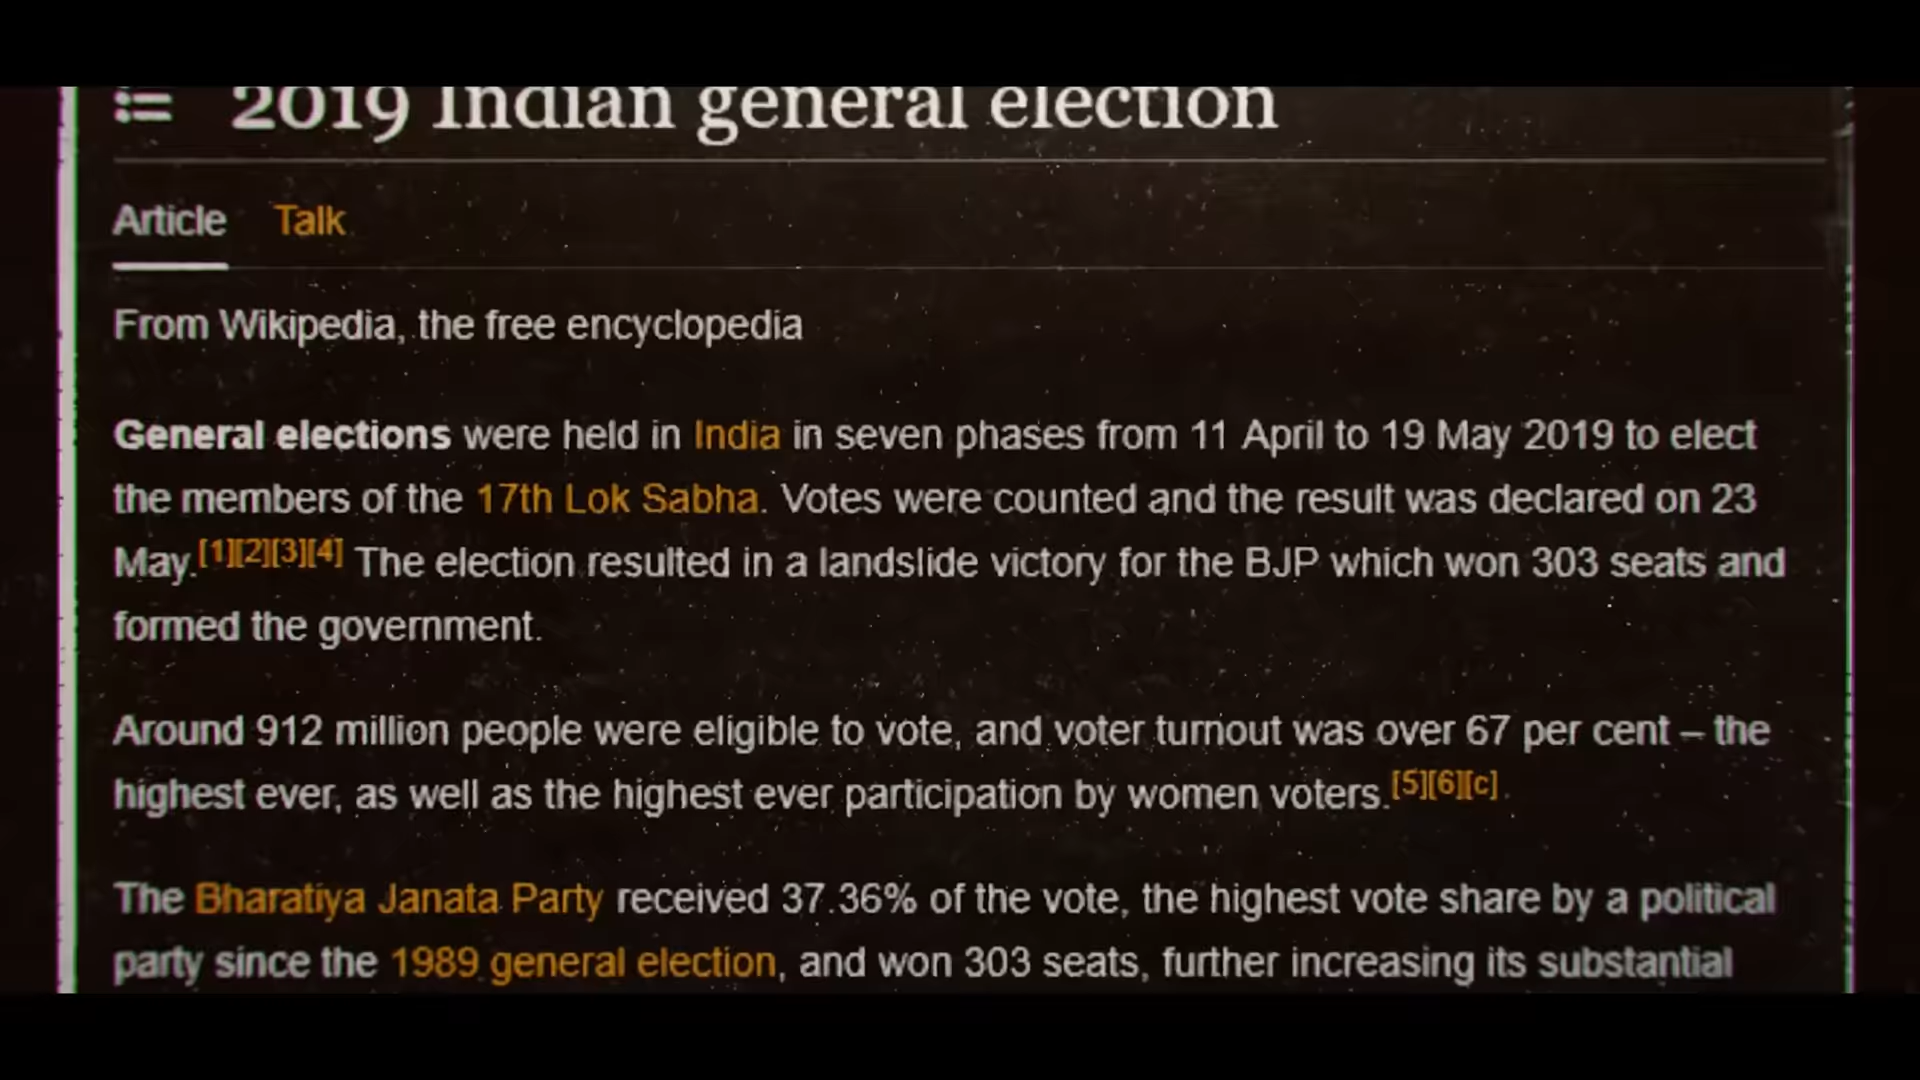 2019 Indian general election
Article Talk
From Wikipedia, the free encyclopedia
General elections were held in India in seven phases from 11 April to 19 May 2019 to elect
the members of the 17th Lok Sabha. Votes were counted and the result was declared on 23
May.[1][2][3][4] The election resulted in a landslide victory for the BJP which won 303 seats and
formed the government.
Around 912 million people were eligible to vote, and voter turnout was over 67 per cent – the
highest ever, as well as the highest ever participation by women voters.[5][6][c]
The Bharatiya Janata Party received 37.36% of the vote, the highest vote share by a political
party since the 1989 general election, and won 303 seats, further increasing its substantial